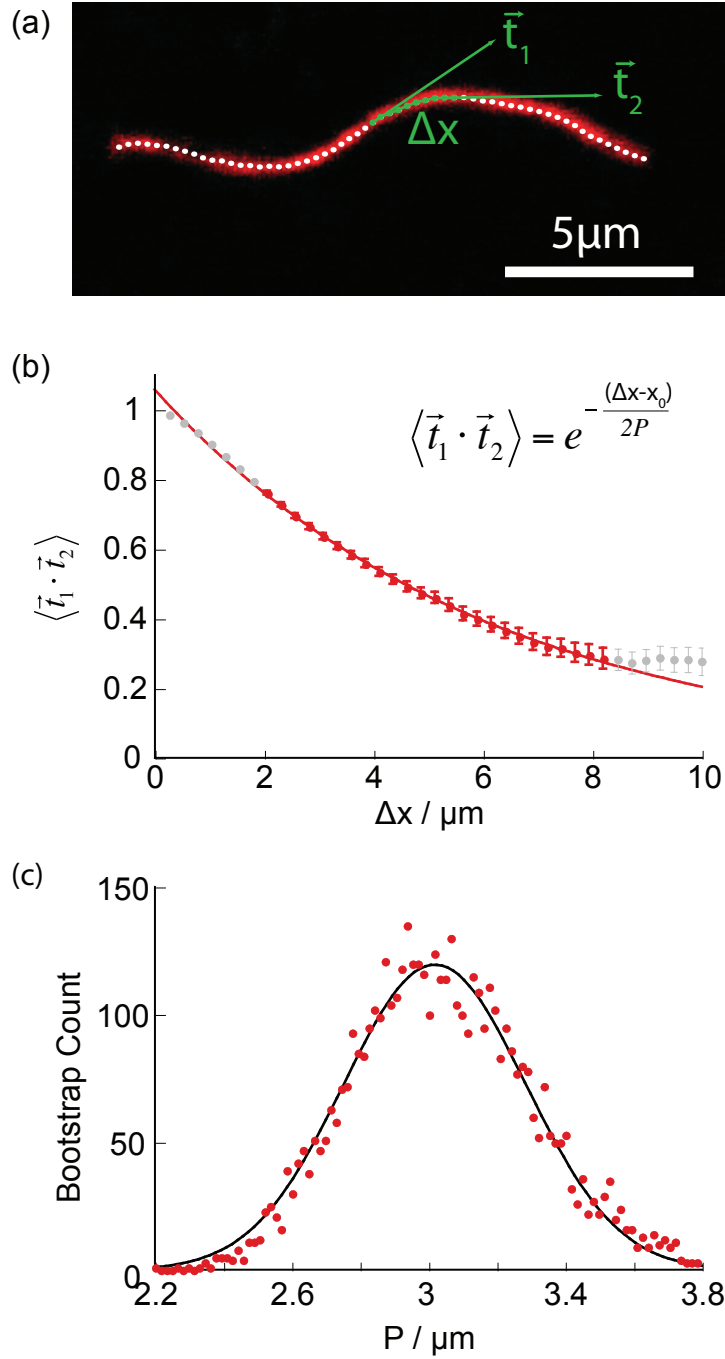 (a)
t⃗₁
t⃗₂
Δx
5μm
(b)
⟨t⃗₁ · t⃗₂⟩ = e^(-(Δx-x₀)/2P)
1
0.8
0.6
0.4
0.2
0
⟨t⃗₁ · t⃗₂⟩
0 2 4 6 8 10
Δx / μm
(c)
150
100
50
0
Bootstrap Count
2.2 2.6 3 3.4 3.8
P / μm